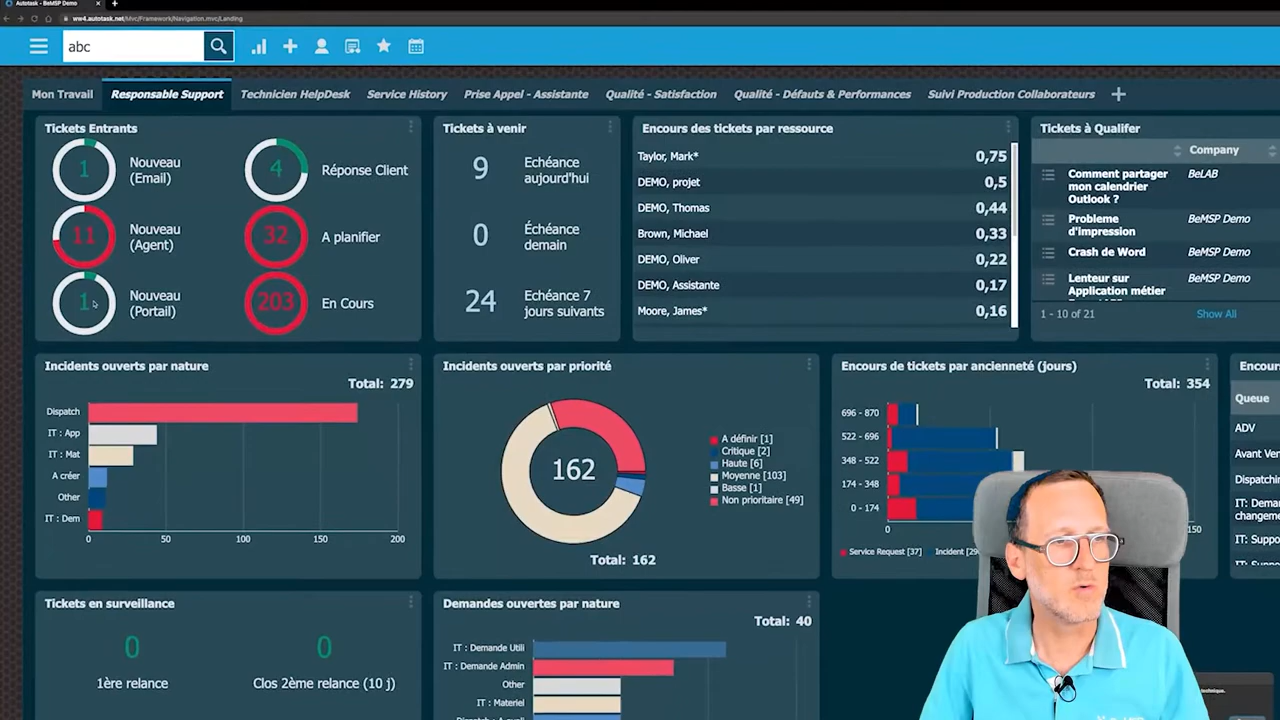 Autotask - BeMSP Demo
ww4.autotask.net/Mvc/Framework/Navigation.mvc/Landing
abc
Mon Travail
Responsable Support
Technicien HelpDesk
Service History
Prise Appel - Assistante
Qualité - Satisfaction
Qualité - Défauts & Performances
Suivi Production Collaborateurs
Tickets Entrants
1
Nouveau
(Email)
4
Réponse Client
11
Nouveau
(Agent)
32
A planifier
1
Nouveau
(Portail)
203
En Cours
Tickets à venir
9
Echéance
aujourd'hui
0
Échéance
demain
24
Echéance 7
jours suivants
Encours des tickets par ressource
Taylor, Mark* 0,75
DEMO, projet 0,5
DEMO, Thomas 0,44
Brown, Michael 0,33
DEMO, Oliver 0,22
DEMO, Assistante 0,17
Moore, James* 0,16
Tickets à Qualifer
Company
Comment partager
mon calendrier
Outlook ?
BeLAB
Probleme
d'impression
BeMSP Demo
Crash de Word
BeMSP Demo
Lenteur sur
Application métier
BeMSP Demo
1 - 10 of 21
Show All
Incidents ouverts par nature
Total: 279
Dispatch
IT : App
IT : Mat
A créer
Other
IT : Dem
0 50 100 150 200
Incidents ouverts par priorité
162
A définir [1]
Critique [2]
Haute [6]
Moyenne [103]
Basse [1]
Non prioritaire [49]
Total: 162
Encours de tickets par ancienneté (jours)
Total: 354
696 - 870
522 - 696
348 - 522
174 - 348
0 - 174
0
150
Service Request [37]
Incident
Queue
ADV
Dispatching
Tickets en surveillance
0
1ère relance
0
Clos 2ème relance (10 j)
Demandes ouvertes par nature
Total: 40
IT : Demande Utili
IT : Demande Admin
Other
IT : Materiel